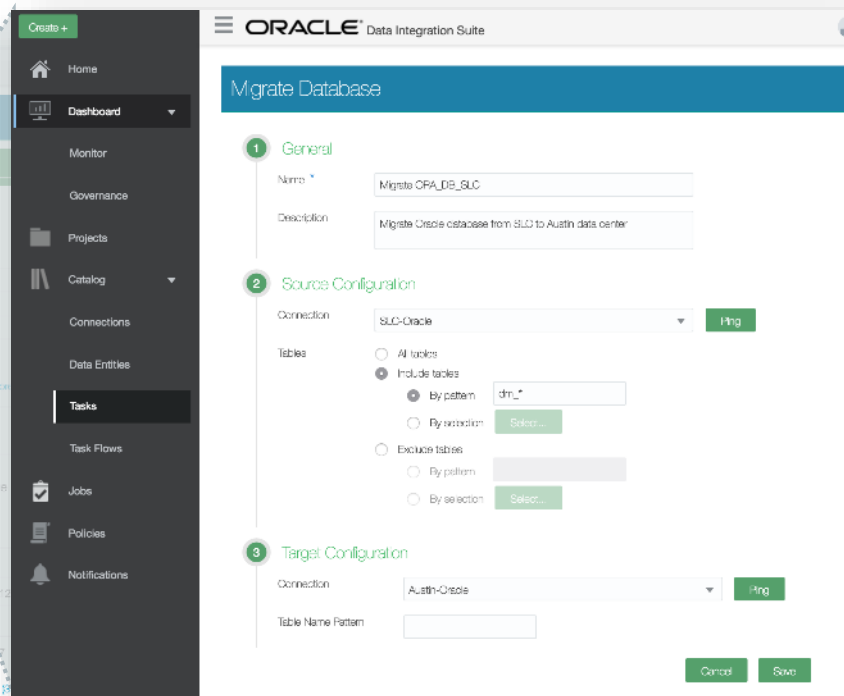 Create +
ORACLE Data Integration Suite
Home
Dashboard
Monitor
Governance
Projects
Catalog
Connections
Data Entities
Tasks
Task Flows
Jobs
Policies
Notifications
Migrate Database
1 General
Name *
Migrate OPA_DB_SLC
Description
Migrate Oracle database from SLC to Austin data center
2 Source Configuration
Connection
SLC-Oracle
Ping
Tables
All tables
Include tables
By pattern
dm_*
By selection
Select...
Exclude tables
By pattern
By selection
Select...
3 Target Configuration
Connection
Austin-Oracle
Ping
Table Name Pattern
Cancel
Save